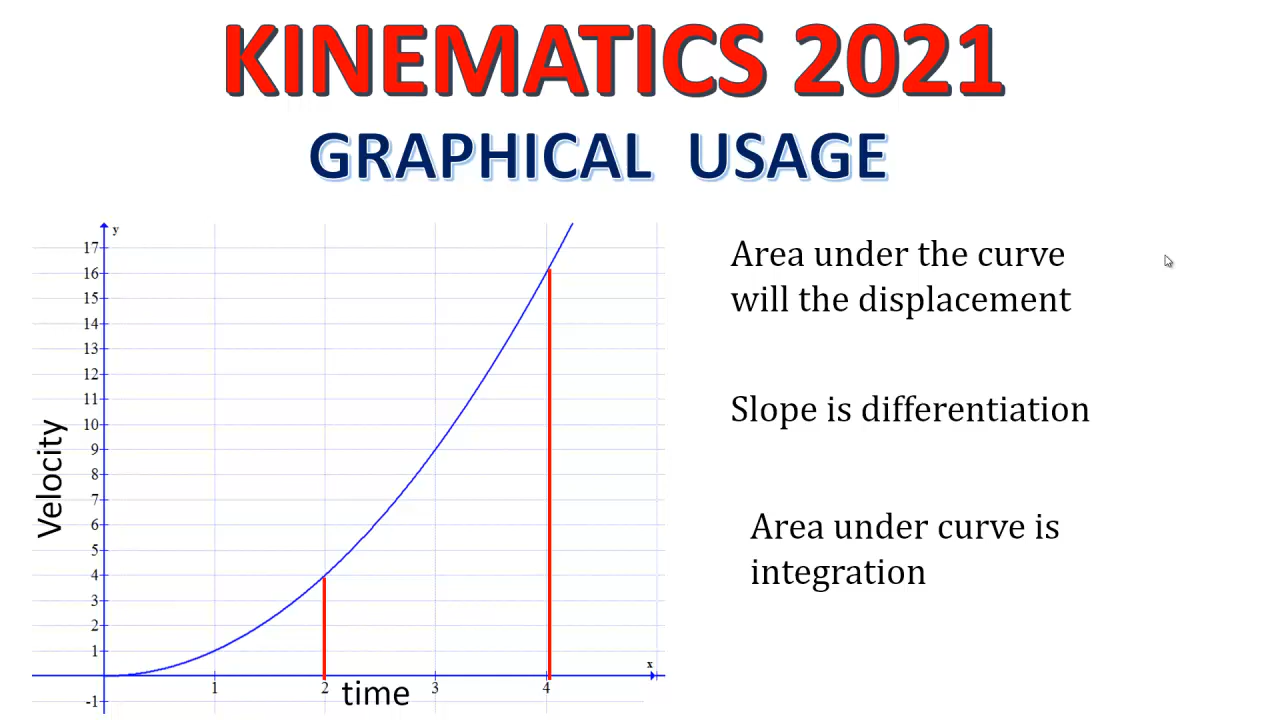 KINEMATICS 2021
GRAPHICAL USAGE
y
17
16
15
14
13
12
11
10
9
8
7
6
5
4
3
2
1
-1
Velocity
x
1
2
3
4
time
Area under the curve
will the displacement
Slope is differentiation
Area under curve is
integration